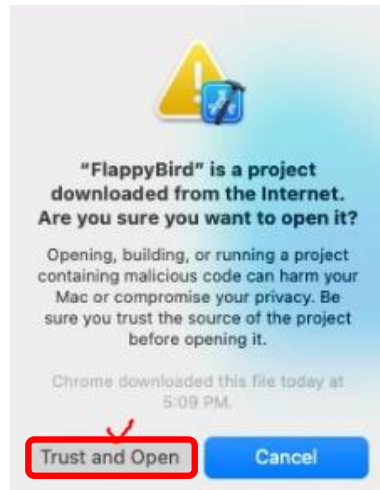 "FlappyBird" is a project
downloaded from the Internet.
Are you sure you want to open it?
Opening, building, or running a project
containing malicious code can harm your
Mac or compromise your privacy. Be
sure you trust the source of the project
before opening it.
Chrome downloaded this file today at
5:09 PM.
Trust and Open
Cancel